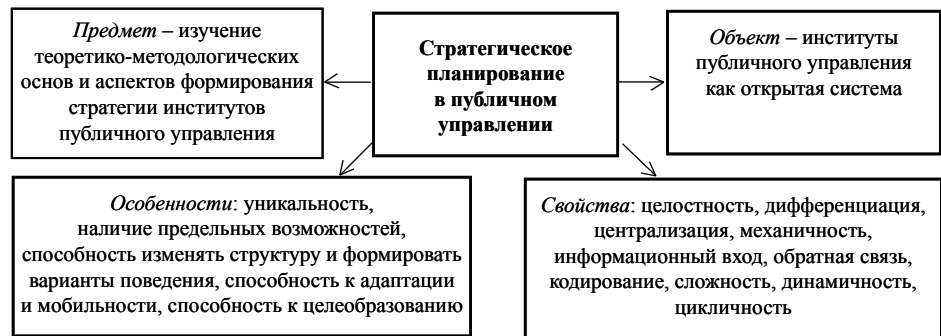 Предмет – изучение
теоретико-методологических
основ и аспектов формирования
стратегии институтов
публичного управления
Стратегическое
планирование
в публичном
управлении
Объект – институты
публичного управления
как открытая система
Особенности: уникальность,
наличие предельных возможностей,
способность изменять структуру и формировать
варианты поведения, способность к адаптации
и мобильности, способность к целеобразованию
Свойства: целостность, дифференциация,
централизация, механичность,
информационный вход, обратная связь,
кодирование, сложность, динамичность,
цикличность